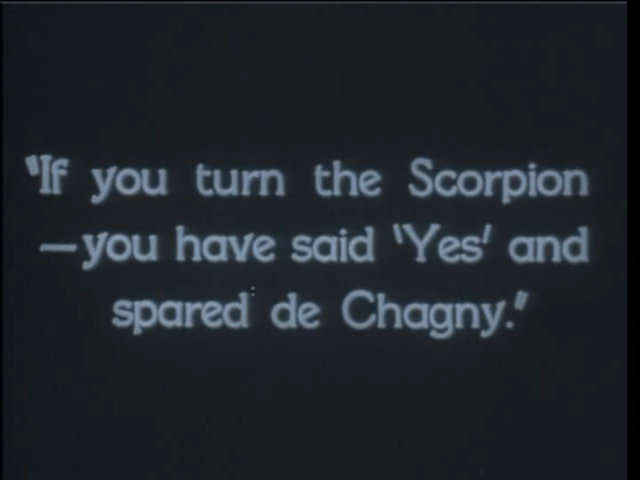 "If you turn the Scorpion
—you have said 'Yes' and
spared de Chagny."